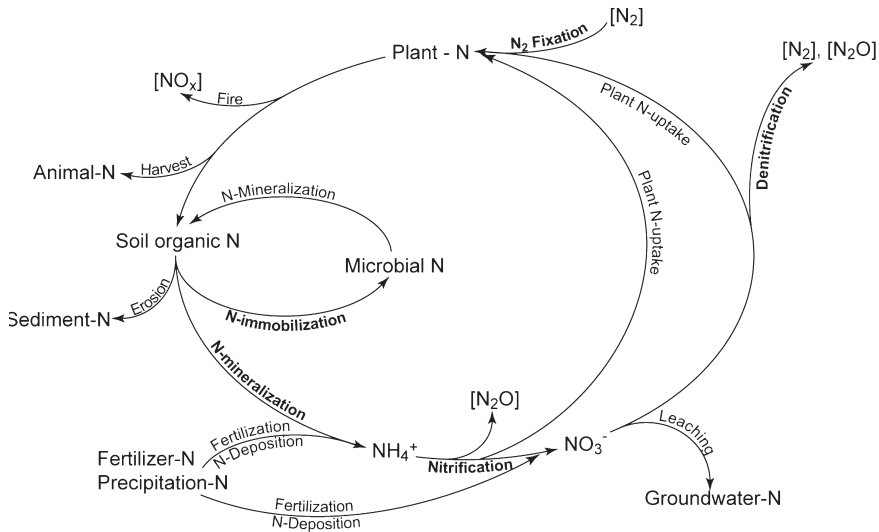 [N₂]
N₂ Fixation
Plant - N
[N₂], [N₂O]
[NOₓ]
Fire
Plant N-uptake
Denitrification
Animal-N
Harvest
N-Mineralization
Plant N-uptake
Soil organic N
Microbial N
Erosion
Sediment-N
N-immobilization
N-mineralization
[N₂O]
Fertilization
N-Deposition
NH₄⁺
Nitrification
NO₃⁻
Leaching
Fertilizer-N
Precipitation-N
Groundwater-N
Fertilization
N-Deposition